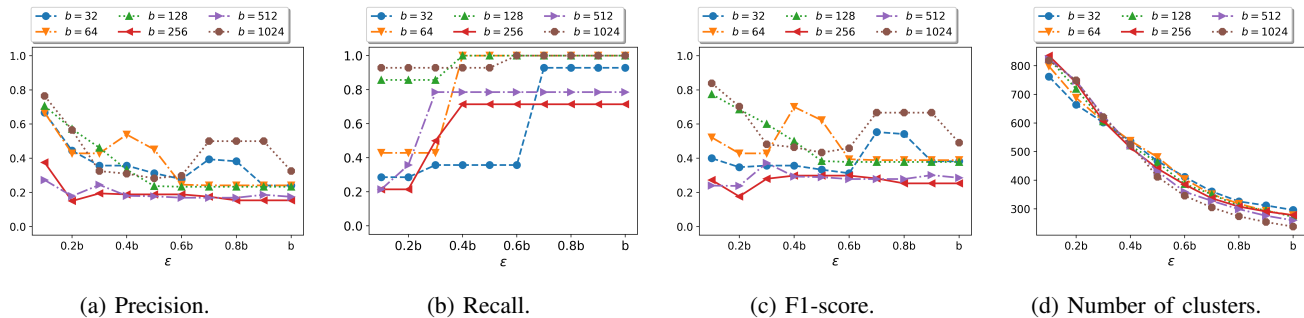 b = 32 b = 128 b = 512
b = 64 b = 256 b = 1024
1.0
0.8
0.6
0.4
0.2
0.0
0.2b 0.4b 0.6b 0.8b b
ε
(a) Precision.
b = 32 b = 128 b = 512
b = 64 b = 256 b = 1024
1.0
0.8
0.6
0.4
0.2
0.0
0.2b 0.4b 0.6b 0.8b b
ε
(b) Recall.
b = 32 b = 128 b = 512
b = 64 b = 256 b = 1024
1.0
0.8
0.6
0.4
0.2
0.0
0.2b 0.4b 0.6b 0.8b b
ε
(c) F1-score.
b = 32 b = 128 b = 512
b = 64 b = 256 b = 1024
800
700
600
500
400
300
0.2b 0.4b 0.6b 0.8b b
ε
(d) Number of clusters.